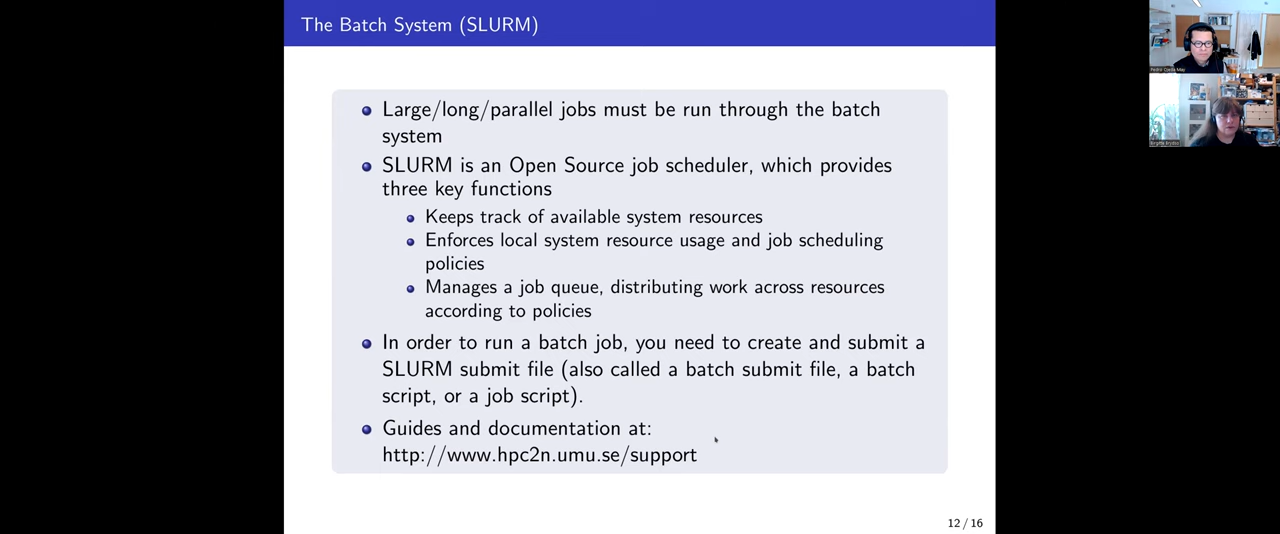 The Batch System (SLURM)
Large/long/parallel jobs must be run through the batch
system
SLURM is an Open Source job scheduler, which provides
three key functions
Keeps track of available system resources
Enforces local system resource usage and job scheduling
policies
Manages a job queue, distributing work across resources
according to policies
In order to run a batch job, you need to create and submit a
SLURM submit file (also called a batch submit file, a batch
script, or a job script).
Guides and documentation at:
http://www.hpc2n.umu.se/support
12 / 16